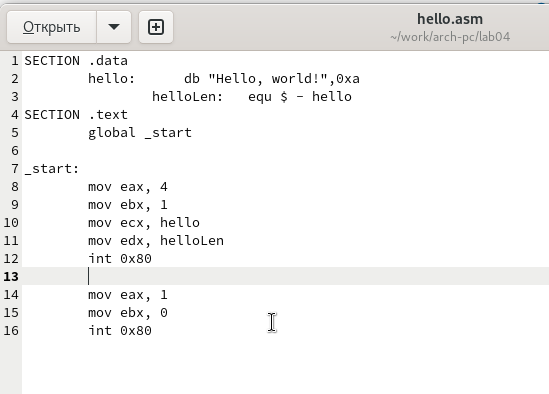 Открыть
hello.asm
~/work/arch-pc/lab04
1 SECTION .data
2 hello: db "Hello, world!",0xa
3 helloLen: equ $ - hello
4 SECTION .text
5 global _start
6
7 _start:
8 mov eax, 4
9 mov ebx, 1
10 mov ecx, hello
11 mov edx, helloLen
12 int 0x80
13
14 mov eax, 1
15 mov ebx, 0
16 int 0x80